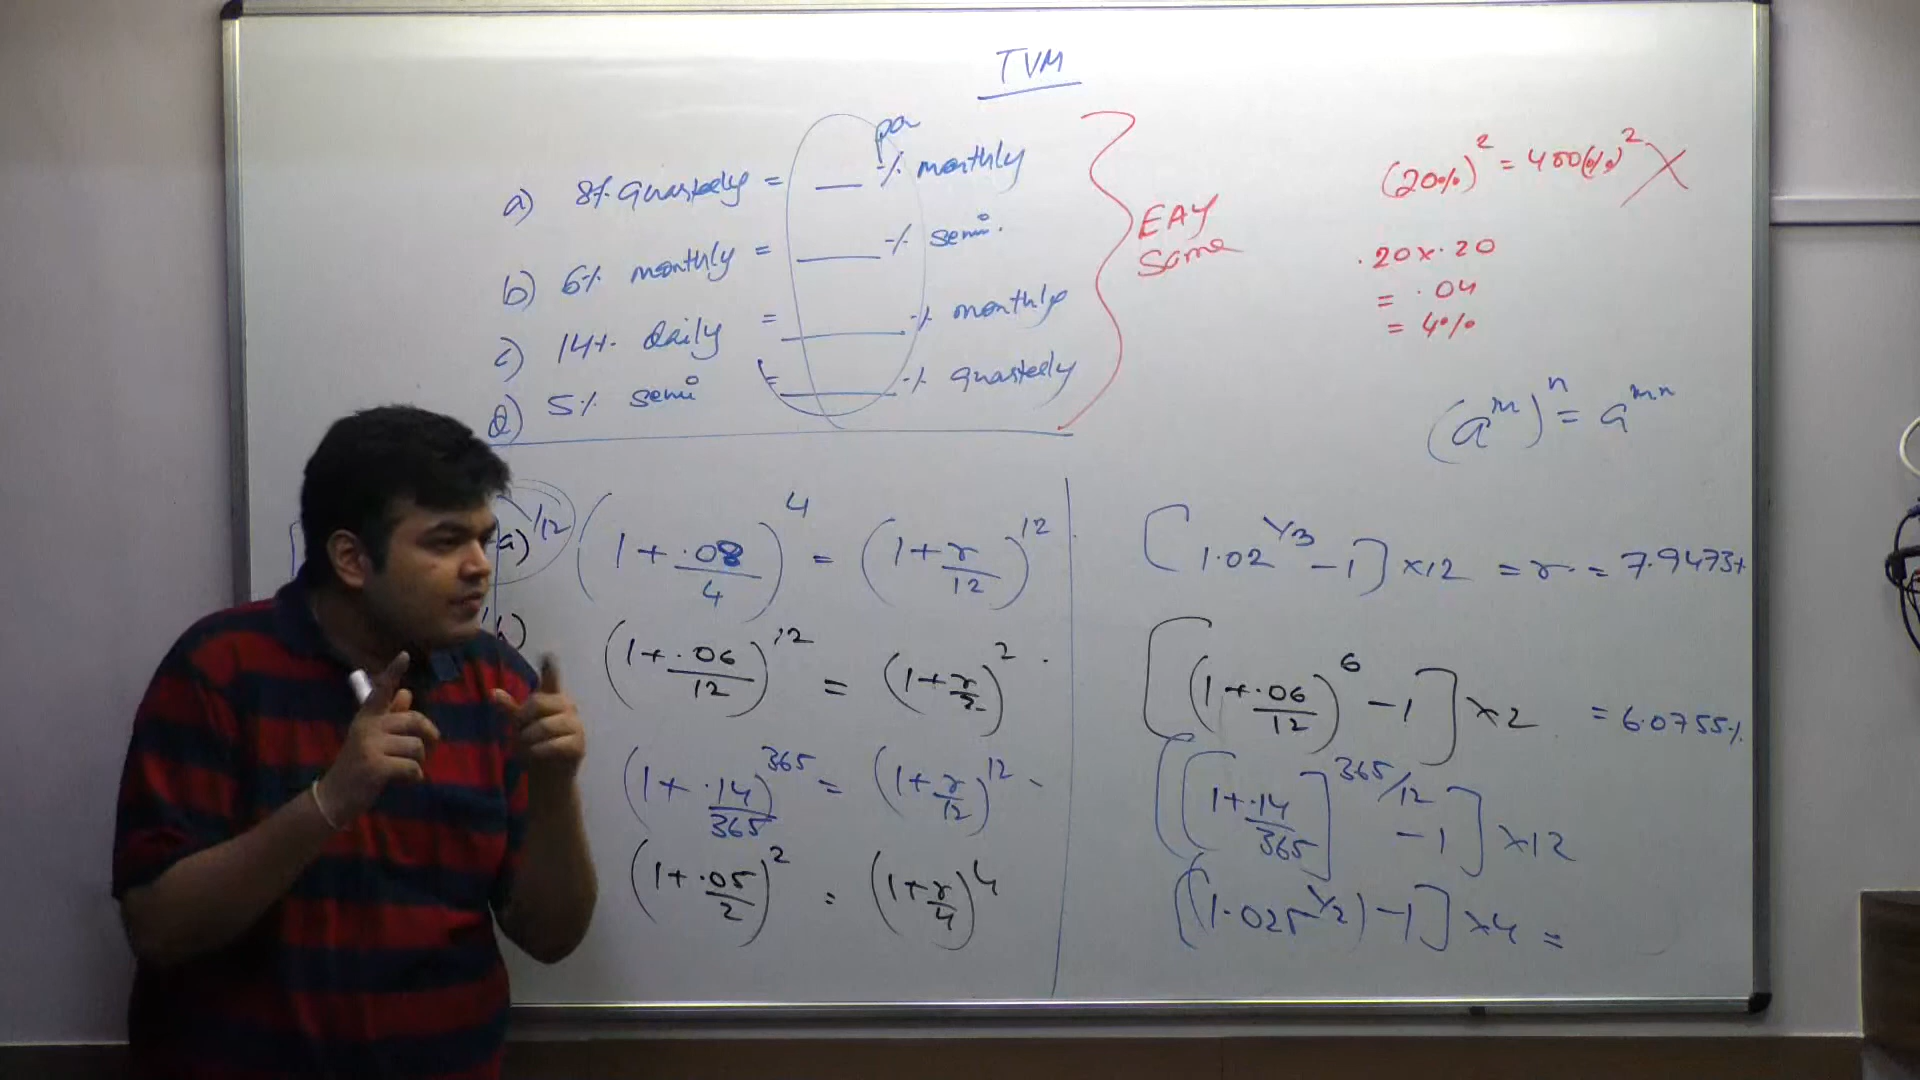 TVM
a) 8% Quarterly = __ % pa monthly
b) 6% monthly = ___ % semi.
c) 14% daily = ___ % monthly
d) 5% semi = ___ % quarterly
EAY
Same
(20%)^2 = 400(%)^2 X
.20x.20
= .04
= 4%
(a^m)^n = a^mn
a) (1+.08/4)^4 = (1+r/12)^12
(1+.06/12)^12 = (1+r/2)^2
(1+.14/365)^365 = (1+r/12)^12
(1+.05/2)^2 = (1+r/4)^4
[1.02^1/3 -1] x12 = r = 7.9473%
[(1+.06/12)^6 -1] x2 = 6.0755%
[[1+.14/365]^365/12 -1] x12
[(1.025^1/2) -1] x4 =